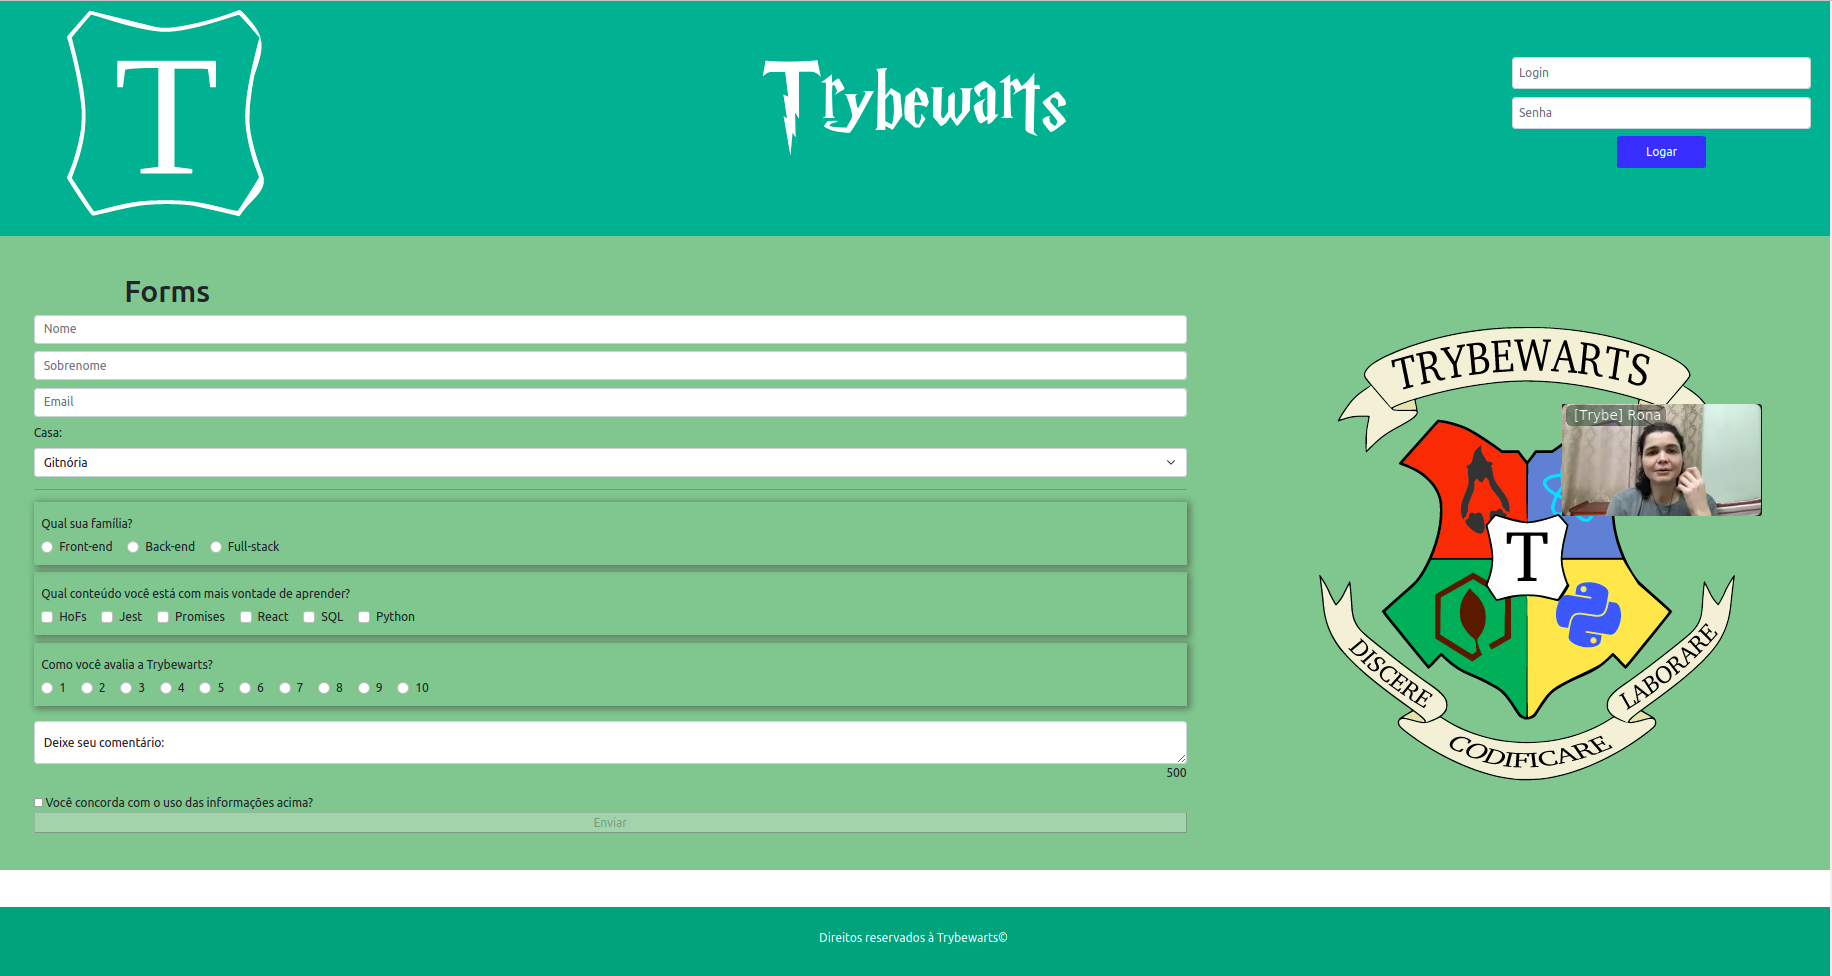 T
Trybewarts
Login
Senha
Logar
Forms
Nome
Sobrenome
Email
Casa:
Gitnória
Qual sua família?
Front-end Back-end Full-stack
Qual conteúdo você está com mais vontade de aprender?
HoFs Jest Promises React SQL Python
Como você avalia a Trybewarts?
1 2 3 4 5 6 7 8 9 10
Deixe seu comentário:
500
Você concorda com o uso das informações acima?
Enviar
TRYBEWARTS
[Trybe] Rona
T
DISCERE
CODIFICARE
LABORARE
Direitos reservados à Trybewarts©